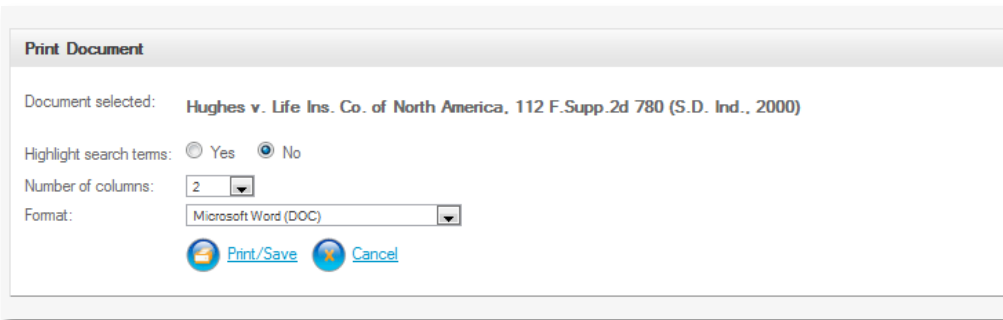 Print Document
Document selected: Hughes v. Life Ins. Co. of North America, 112 F.Supp.2d 780 (S.D. Ind., 2000)
Highlight search terms: Yes No
Number of columns: 2
Format: Microsoft Word (DOC)
Print/Save Cancel